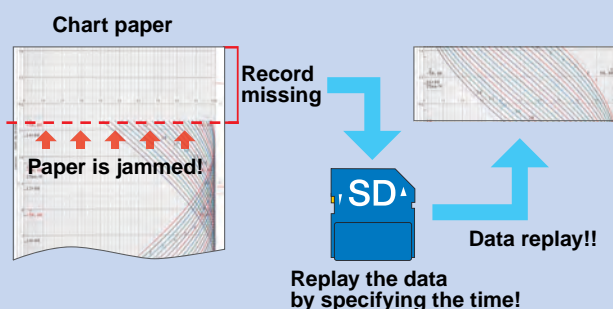 Chart paper
Record
missing
Paper is jammed!
SD
Data replay!!
Replay the data
by specifying the time!